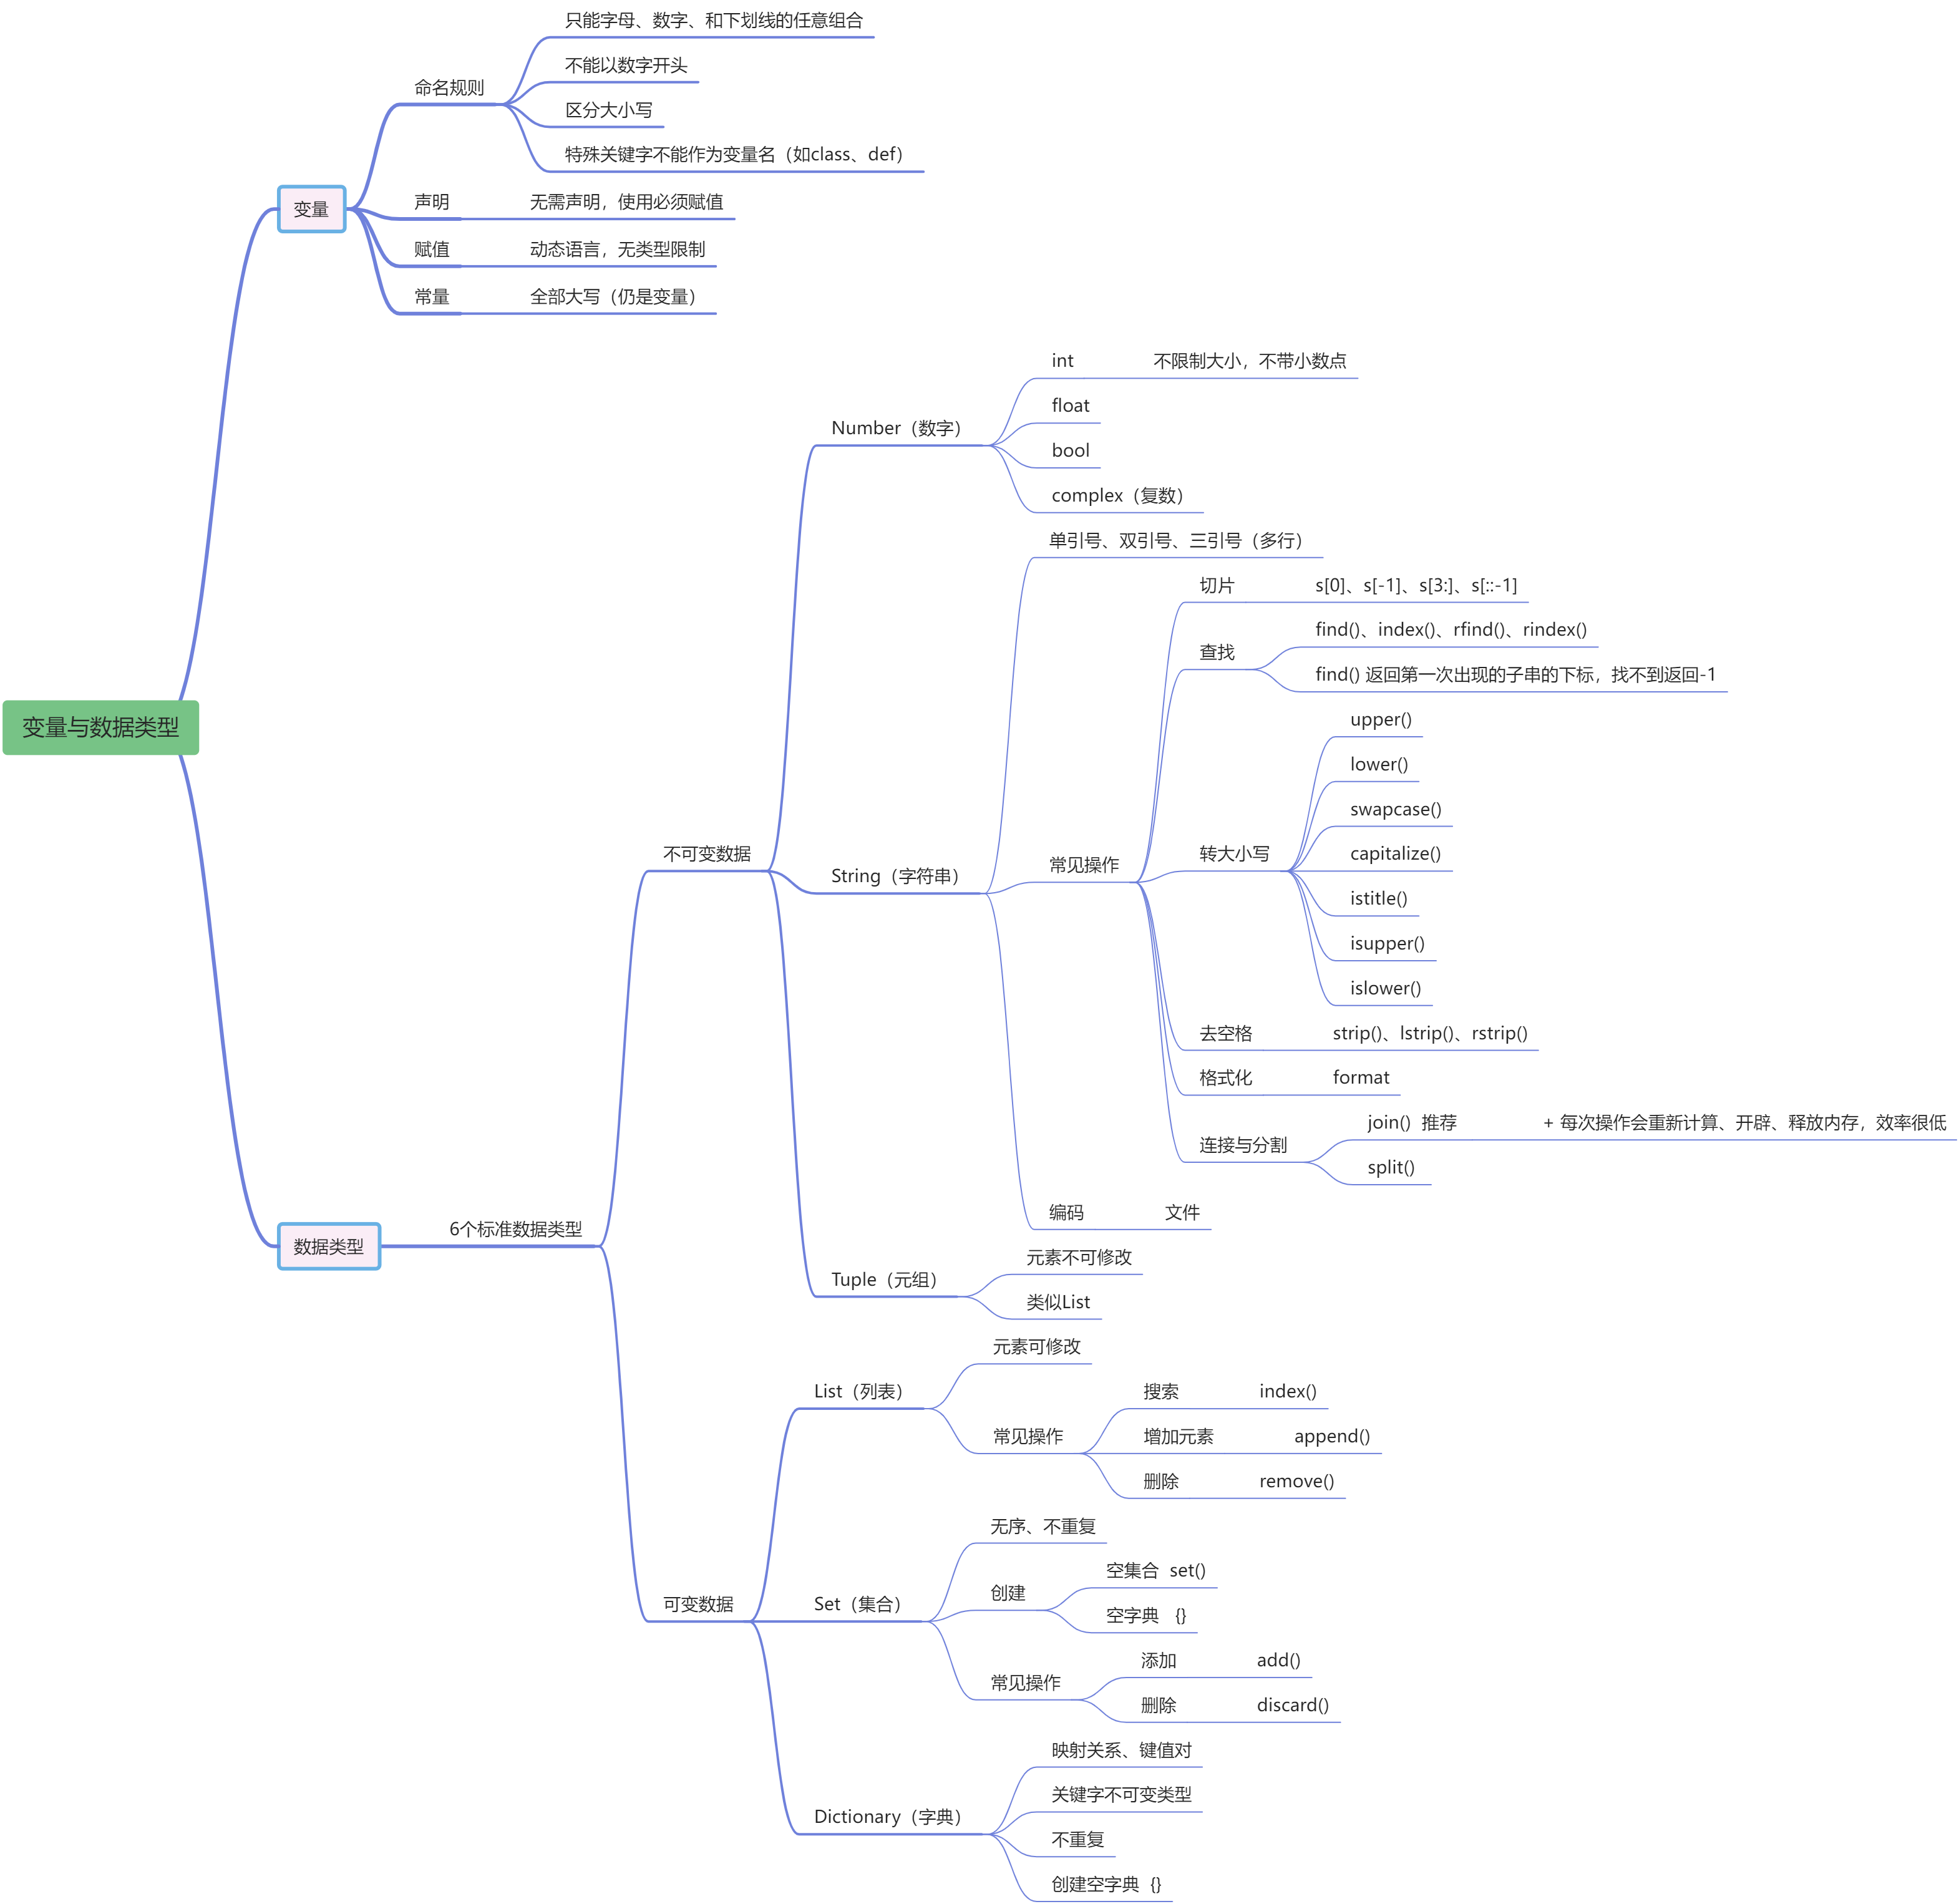 变量与数据类型
变量
命名规则
只能字母、数字、和下划线的任意组合
不能以数字开头
区分大小写
特殊关键字不能作为变量名（如class、def）
声明
无需声明，使用必须赋值
赋值
动态语言，无类型限制
常量
全部大写（仍是变量）
数据类型
6个标准数据类型
不可变数据
Number（数字）
int
不限制大小，不带小数点
float
bool
complex（复数）
String（字符串）
单引号、双引号、三引号（多行）
常见操作
切片
s[0]、s[-1]、s[3:]、s[::-1]
查找
find()、index()、rfind()、rindex()
find() 返回第一次出现的子串的下标，找不到返回-1
转大小写
upper()
lower()
swapcase()
capitalize()
istitle()
isupper()
islower()
去空格
strip()、lstrip()、rstrip()
格式化
format
连接与分割
join() 推荐
+ 每次操作会重新计算、开辟、释放内存，效率很低
split()
编码
文件
Tuple（元组）
元素不可修改
类似List
可变数据
List（列表）
元素可修改
常见操作
搜索
index()
增加元素
append()
删除
remove()
Set（集合）
无序、不重复
创建
空集合 set()
空字典 {}
常见操作
添加
add()
删除
discard()
Dictionary（字典）
映射关系、键值对
关键字不可变类型
不重复
创建空字典 {}